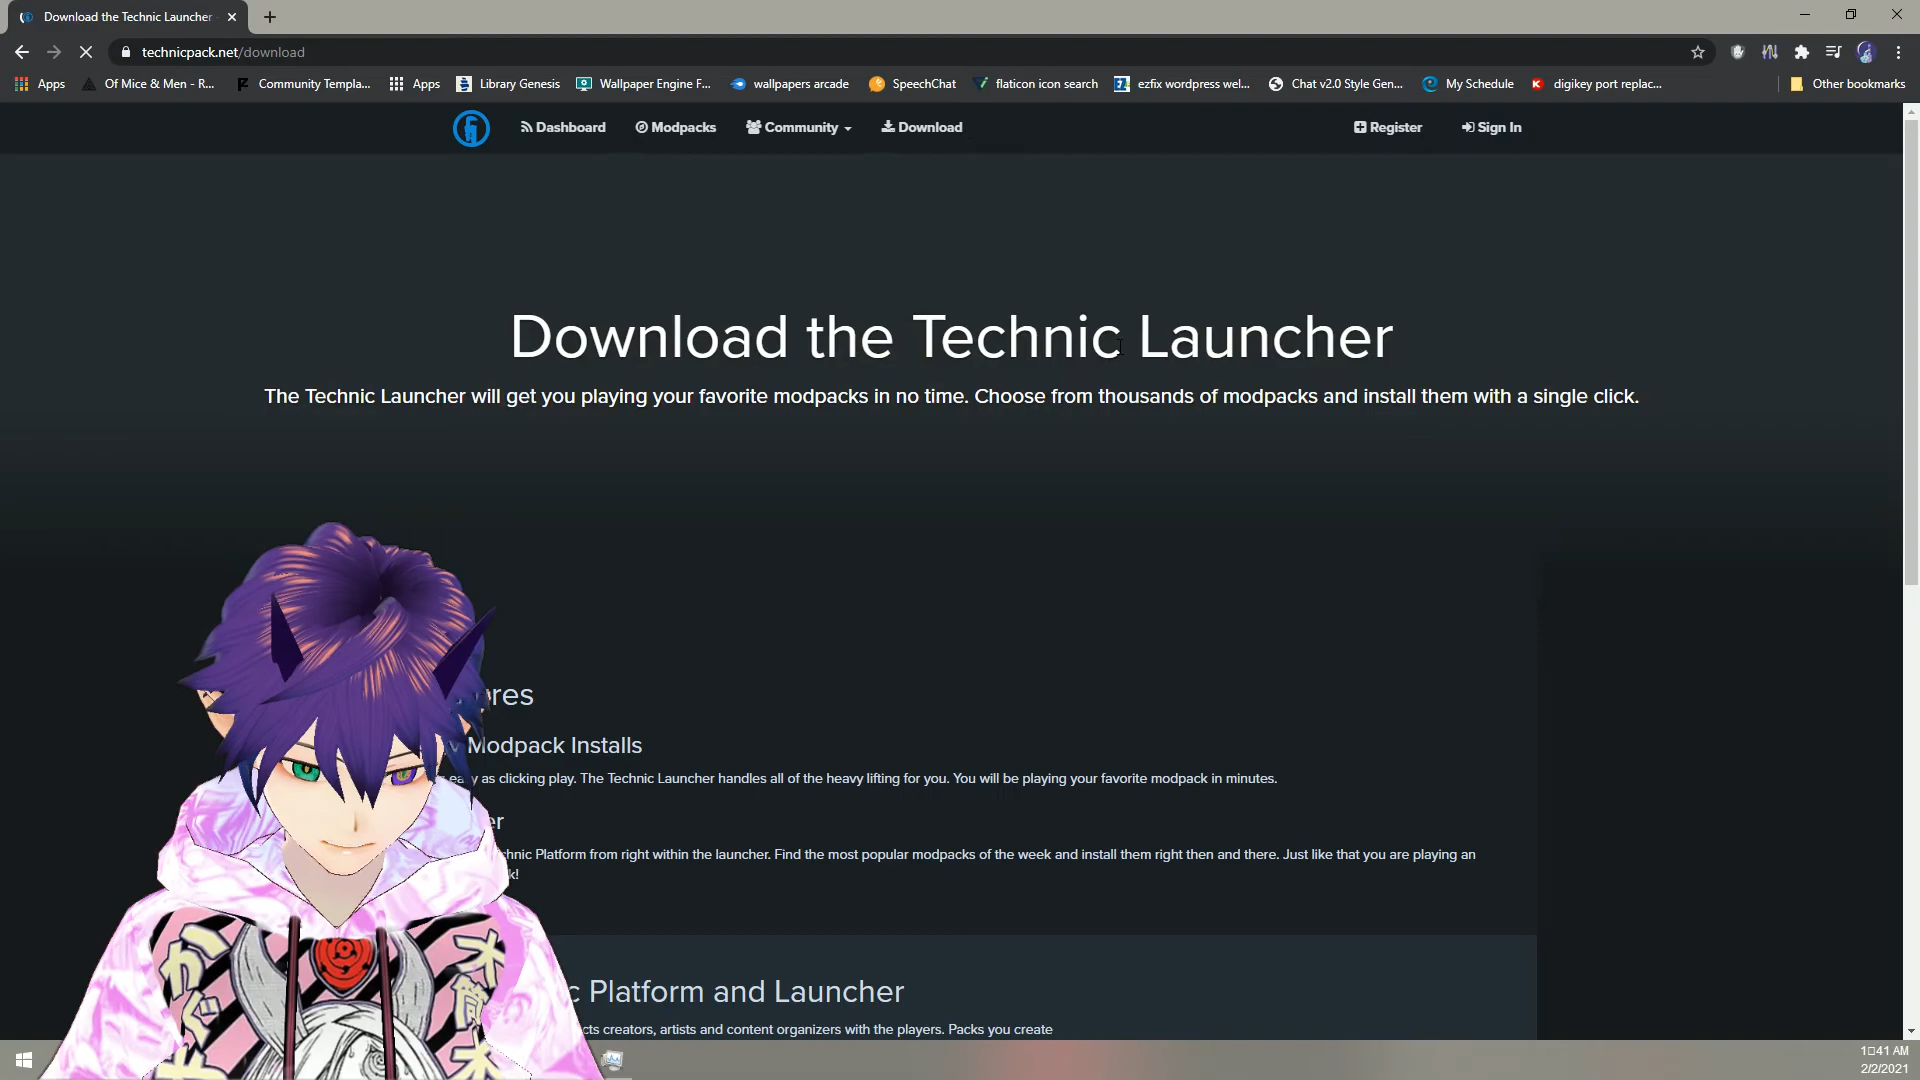 Download the Technic Launcher
technicpack.net/download
Apps
Of Mice & Men - R...
Community Templa...
Apps
Library Genesis
Wallpaper Engine F...
wallpapers arcade
SpeechChat
flaticon icon search
ezfix wordpress wel...
Chat v2.0 Style Gen...
My Schedule
digikey port replac...
Other bookmarks
Dashboard
Modpacks
Community
Download
Register
Sign In
Download the Technic Launcher
The Technic Launcher will get you playing your favorite modpacks in no time. Choose from thousands of modpacks and install them with a single click.
Modpack Installs
as clicking play. The Technic Launcher handles all of the heavy lifting for you. You will be playing your favorite modpack in minutes.
Platform from right within the launcher. Find the most popular modpacks of the week and install them right then and there. Just like that you are playing an
Platform and Launcher
creators, artists and content organizers with the players. Packs you create
1:41 AM
2/2/2021